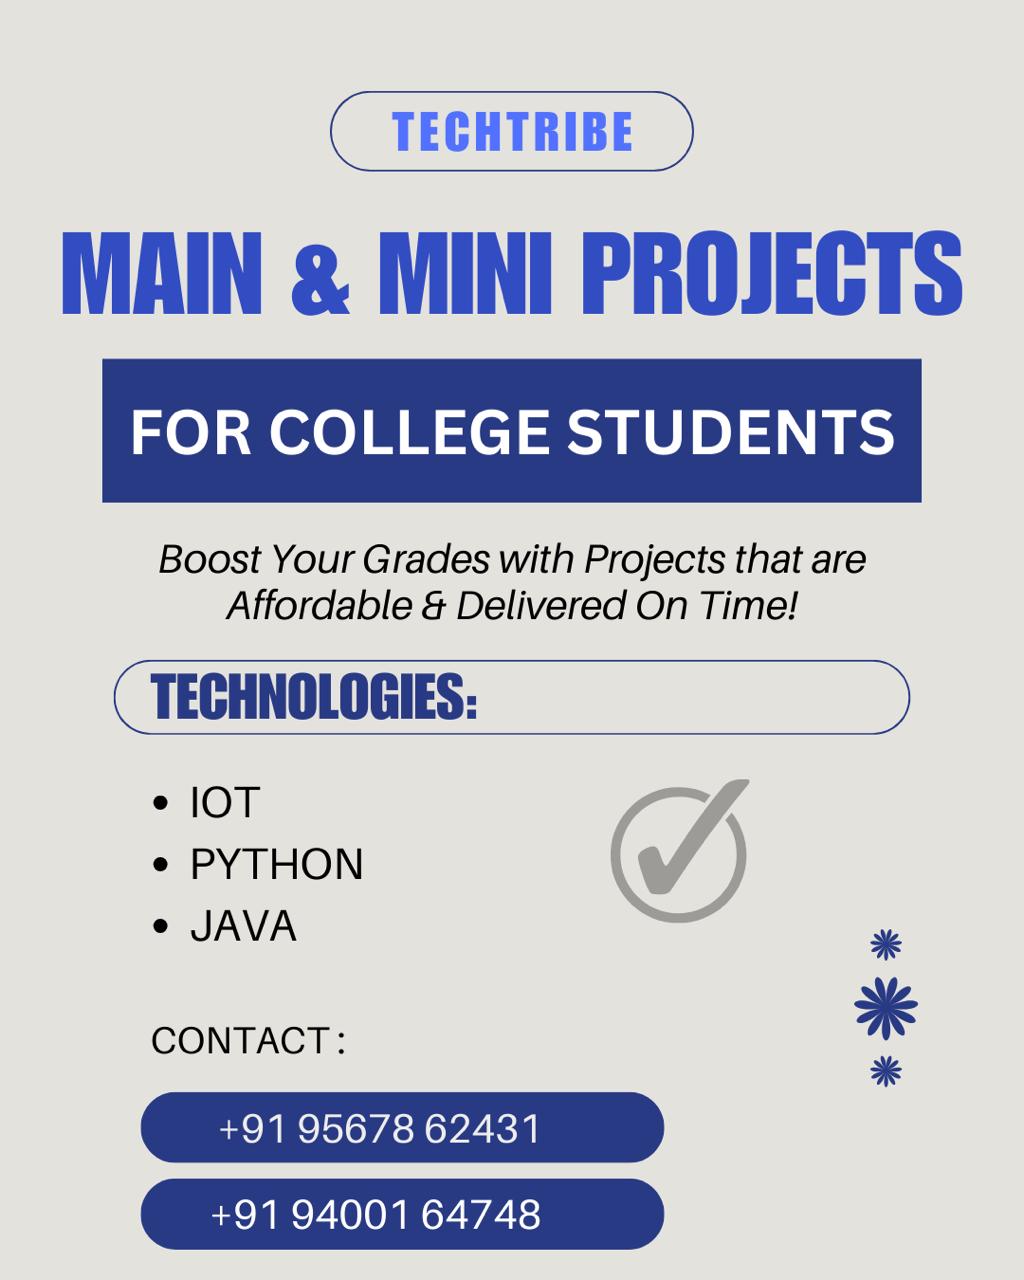 TECHTRIBE
MAIN & MINI PROJECTS
FOR COLLEGE STUDENTS
Boost Your Grades with Projects that are
Affordable & Delivered On Time!
TECHNOLOGIES:
• IOT
• PYTHON
• JAVA
CONTACT :
+91 95678 62431
+91 94001 64748